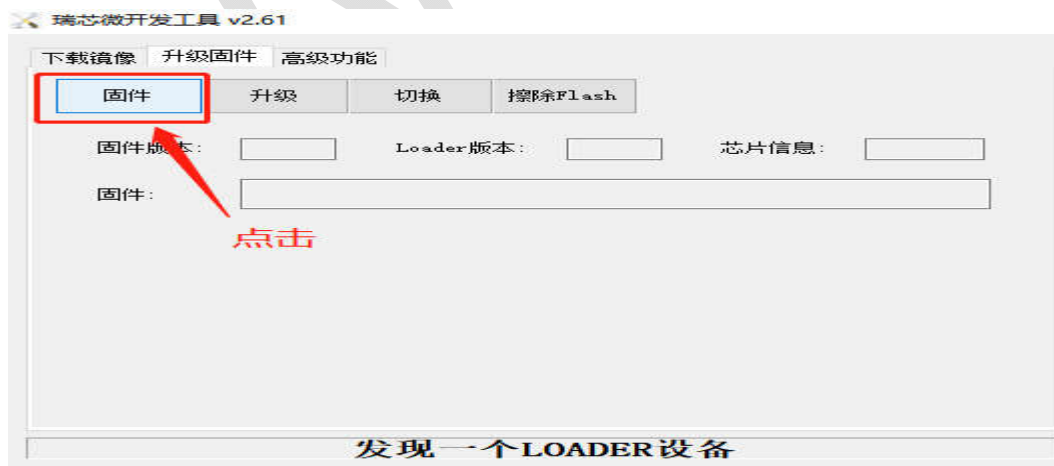 瑞芯微开发工具 v2.61
下载镜像 升级固件 高级功能
固件 升级 切换 擦除Flash
固件版本: Loader版本: 芯片信息:
固件:
点击
发现一个LOADER设备